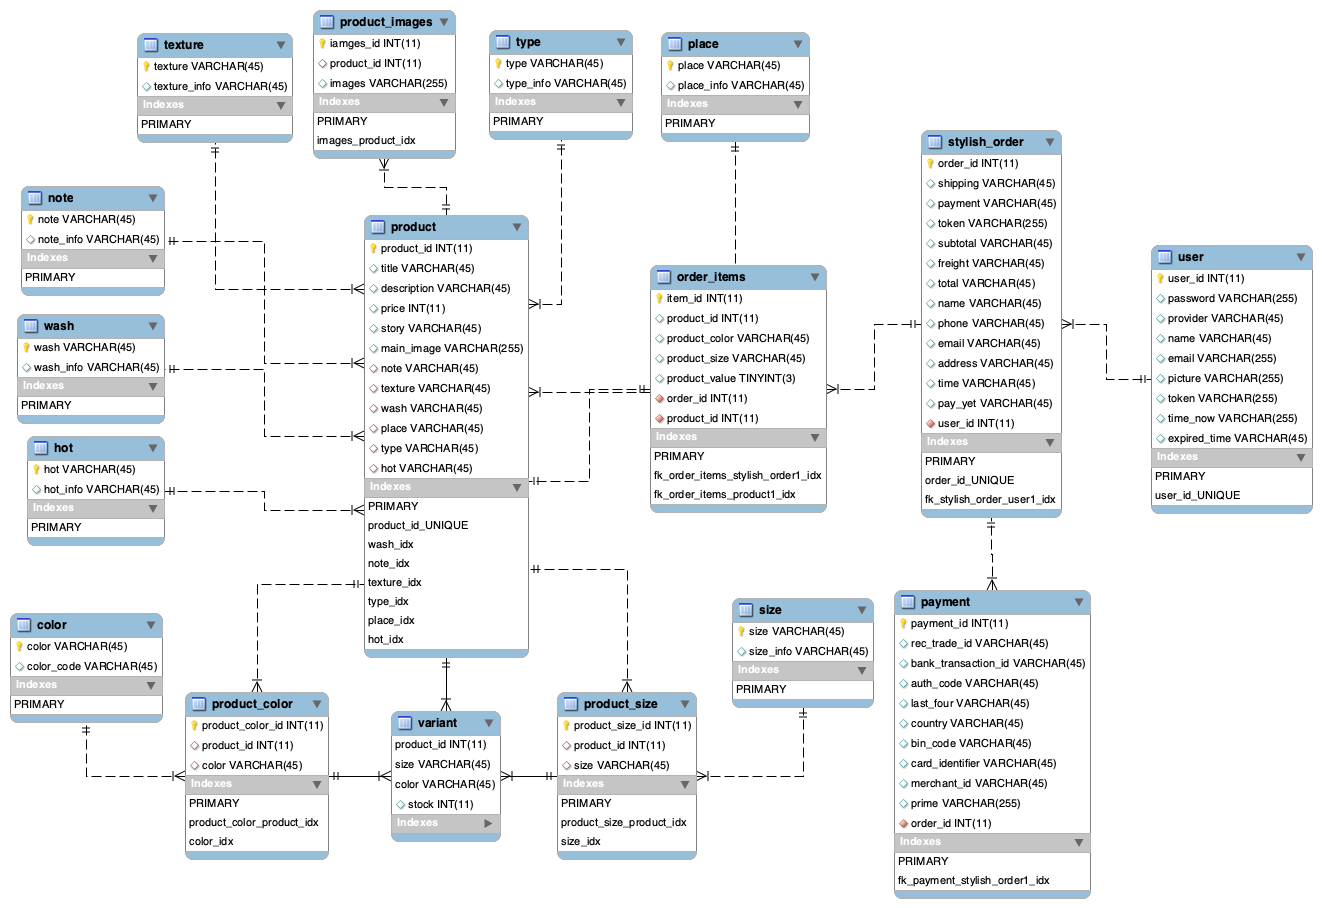 texture
texture VARCHAR(45)
texture_info VARCHAR(45)
Indexes
PRIMARY
product_images
iamges_id INT(11)
product_id INT(11)
images VARCHAR(255)
Indexes
PRIMARY
images_product_idx
type
type VARCHAR(45)
type_info VARCHAR(45)
Indexes
PRIMARY
place
place VARCHAR(45)
place_info VARCHAR(45)
Indexes
PRIMARY
note
note VARCHAR(45)
note_info VARCHAR(45)
Indexes
PRIMARY
wash
wash VARCHAR(45)
wash_info VARCHAR(45)
Indexes
PRIMARY
hot
hot VARCHAR(45)
hot_info VARCHAR(45)
Indexes
PRIMARY
product
product_id INT(11)
title VARCHAR(45)
description VARCHAR(45)
price INT(11)
story VARCHAR(45)
main_image VARCHAR(255)
note VARCHAR(45)
texture VARCHAR(45)
wash VARCHAR(45)
place VARCHAR(45)
type VARCHAR(45)
hot VARCHAR(45)
Indexes
PRIMARY
product_id_UNIQUE
wash_idx
note_idx
texture_idx
type_idx
place_idx
hot_idx
order_items
item_id INT(11)
product_id INT(11)
product_color VARCHAR(45)
product_size VARCHAR(45)
product_value TINYINT(3)
order_id INT(11)
product_id INT(11)
Indexes
PRIMARY
fk_order_items_stylish_order1_idx
fk_order_items_product1_idx
stylish_order
order_id INT(11)
shipping VARCHAR(45)
payment VARCHAR(45)
token VARCHAR(255)
subtotal VARCHAR(45)
freight VARCHAR(45)
total VARCHAR(45)
name VARCHAR(45)
phone VARCHAR(45)
email VARCHAR(45)
address VARCHAR(45)
time VARCHAR(45)
pay_yet VARCHAR(45)
user_id INT(11)
Indexes
PRIMARY
order_id_UNIQUE
fk_stylish_order_user1_idx
user
user_id INT(11)
password VARCHAR(255)
provider VARCHAR(45)
name VARCHAR(45)
email VARCHAR(255)
picture VARCHAR(255)
token VARCHAR(255)
time_now VARCHAR(255)
expired_time VARCHAR(45)
Indexes
PRIMARY
user_id_UNIQUE
color
color VARCHAR(45)
color_code VARCHAR(45)
Indexes
PRIMARY
product_color
product_color_id INT(11)
product_id INT(11)
color VARCHAR(45)
Indexes
PRIMARY
product_color_product_idx
color_idx
variant
product_id INT(11)
size VARCHAR(45)
color VARCHAR(45)
stock INT(11)
Indexes
product_size
product_size_id INT(11)
product_id INT(11)
size VARCHAR(45)
Indexes
PRIMARY
product_size_product_idx
size_idx
size
size VARCHAR(45)
size_info VARCHAR(45)
Indexes
PRIMARY
payment
payment_id INT(11)
rec_trade_id VARCHAR(45)
bank_transaction_id VARCHAR(45)
auth_code VARCHAR(45)
last_four VARCHAR(45)
country VARCHAR(45)
bin_code VARCHAR(45)
card_identifier VARCHAR(45)
merchant_id VARCHAR(45)
prime VARCHAR(255)
order_id INT(11)
Indexes
PRIMARY
fk_payment_stylish_order1_idx